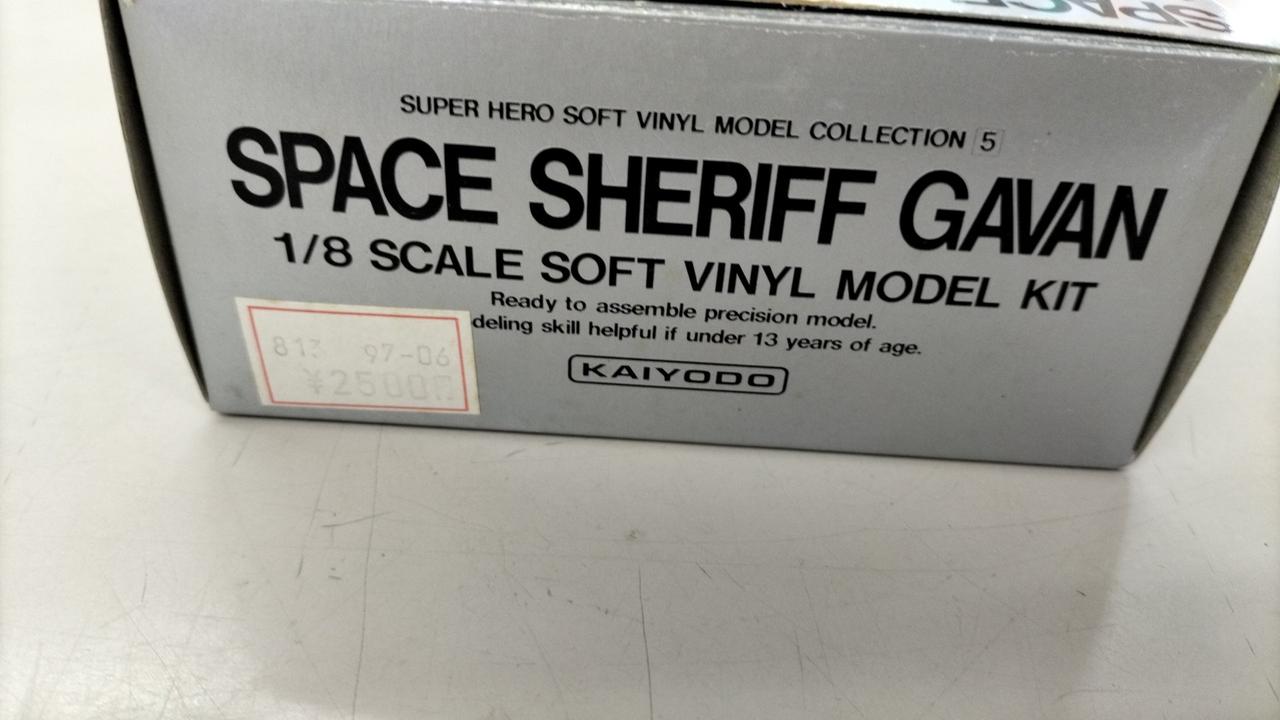 SPACE
SUPER HERO SOFT VINYL MODEL COLLECTION 5
SPACE SHERIFF GAVAN
1/8 SCALE SOFT VINYL MODEL KIT
Ready to assemble precision model.
deling skill helpful if under 13 years of age.
KAIYODO
97-06
¥2500